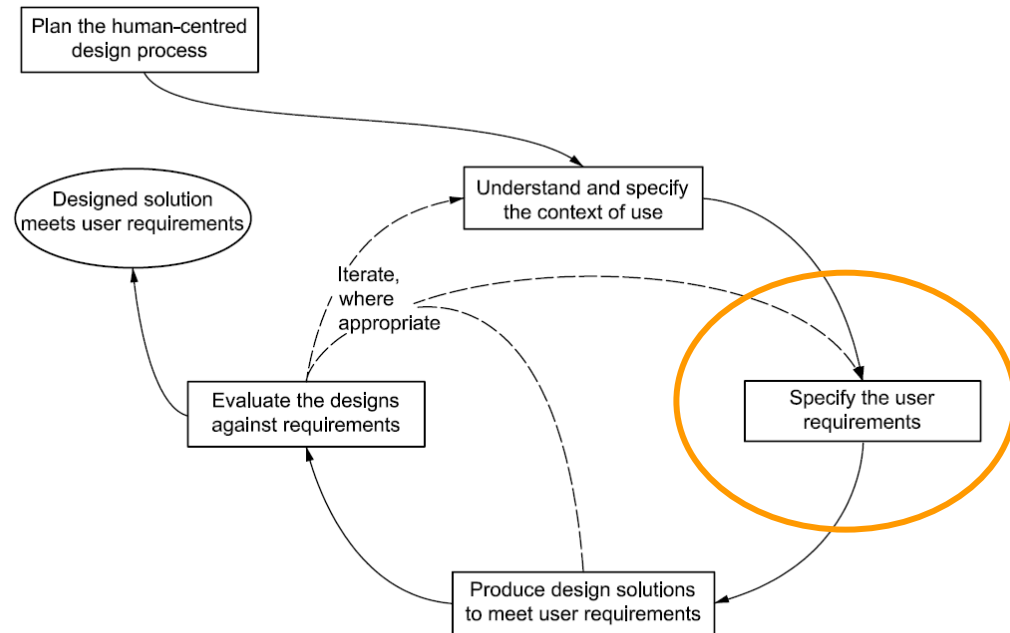 Plan the human-centred
design process
Understand and specify
the context of use
Designed solution
meets user requirements
Iterate,
where
appropriate
Evaluate the designs
against requirements
Specify the user
requirements
Produce design solutions
to meet user requirements